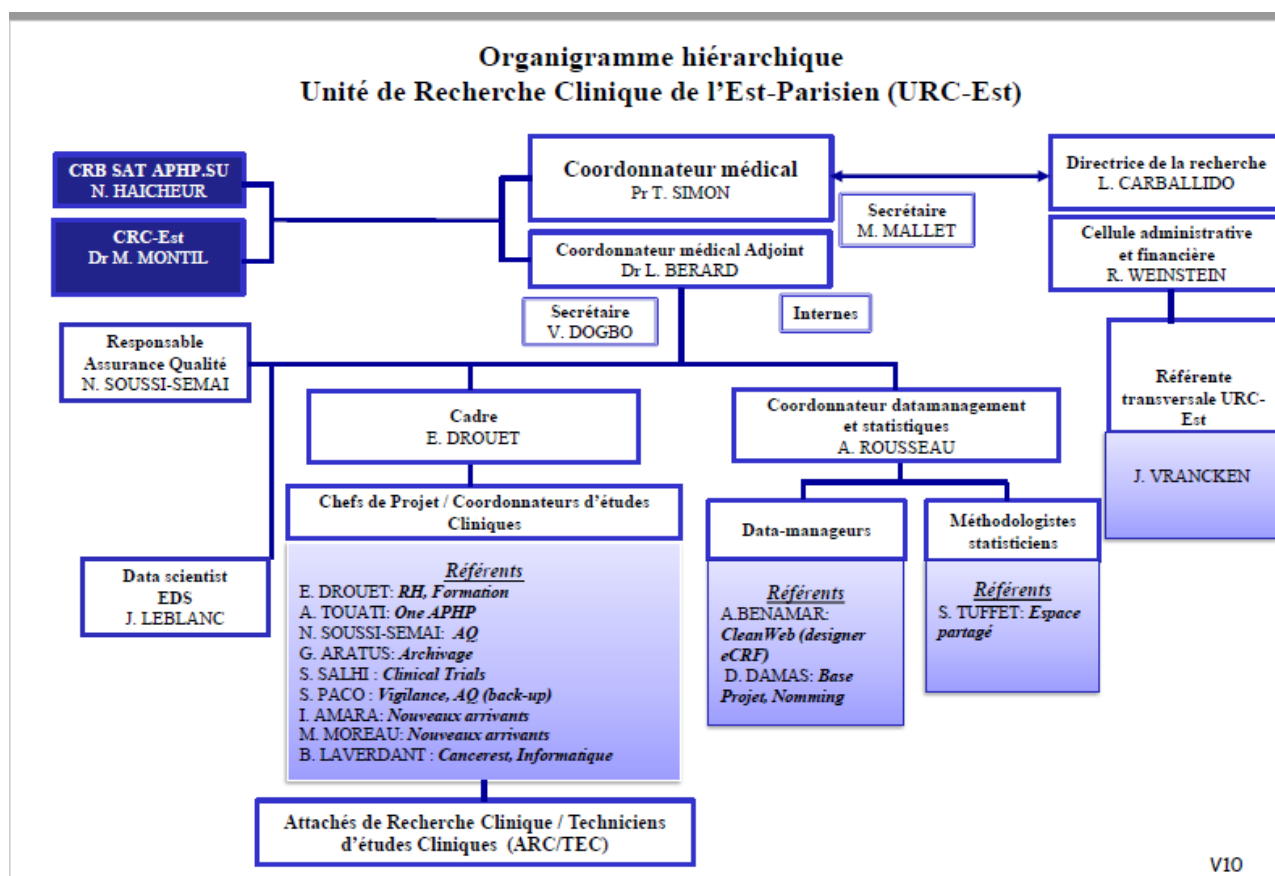 Organigramme hiérarchique
Unité de Recherche Clinique de l'Est-Parisien (URC-Est)
CRB SAT APHP.SU
N. HAICHEUR
CRC-Est
Dr M. MONTIL
Coordonnateur médical
Pr T. SIMON
Secrétaire
M. MALLET
Directrice de la recherche
L. CARBALLIDO
Coordonnateur médical Adjoint
Dr L. BERARD
Cellule administrative
et financière
R. WEINSTEIN
Secrétaire
V. DOGBO
Internes
Responsable
Assurance Qualité
N. SOUSSI-SEMAI
Référente
transversale URC-
Est
J. VRANCKEN
Cadre
E. DROUET
Coordonnateur datamanagement
et statistiques
A. ROUSSEAU
Chefs de Projet / Coordonnateurs d'études
Cliniques
Référents
E. DROUET: RH, Formation
A. TOUATI: One APHP
N. SOUSSI-SEMAI: AQ
G. ARATUS: Archivage
S. SALHI : Clinical Trials
S. PACO : Vigilance, AQ (back-up)
I. AMARA: Nouveaux arrivants
M. MOREAU: Nouveaux arrivants
B. LAVERDANT : Cancerest, Informatique
Data-manageurs
Référents
A.BENAMAR:
CleanWeb (designer
eCRF)
D. DAMAS: Base
Projet, Nomming
Méthodologistes
statisticiens
Référents
S. TUFFET: Espace
partagé
Data scientist
EDS
J. LEBLANC
Attachés de Recherche Clinique / Techniciens
d'études Cliniques (ARC/TEC)
V10